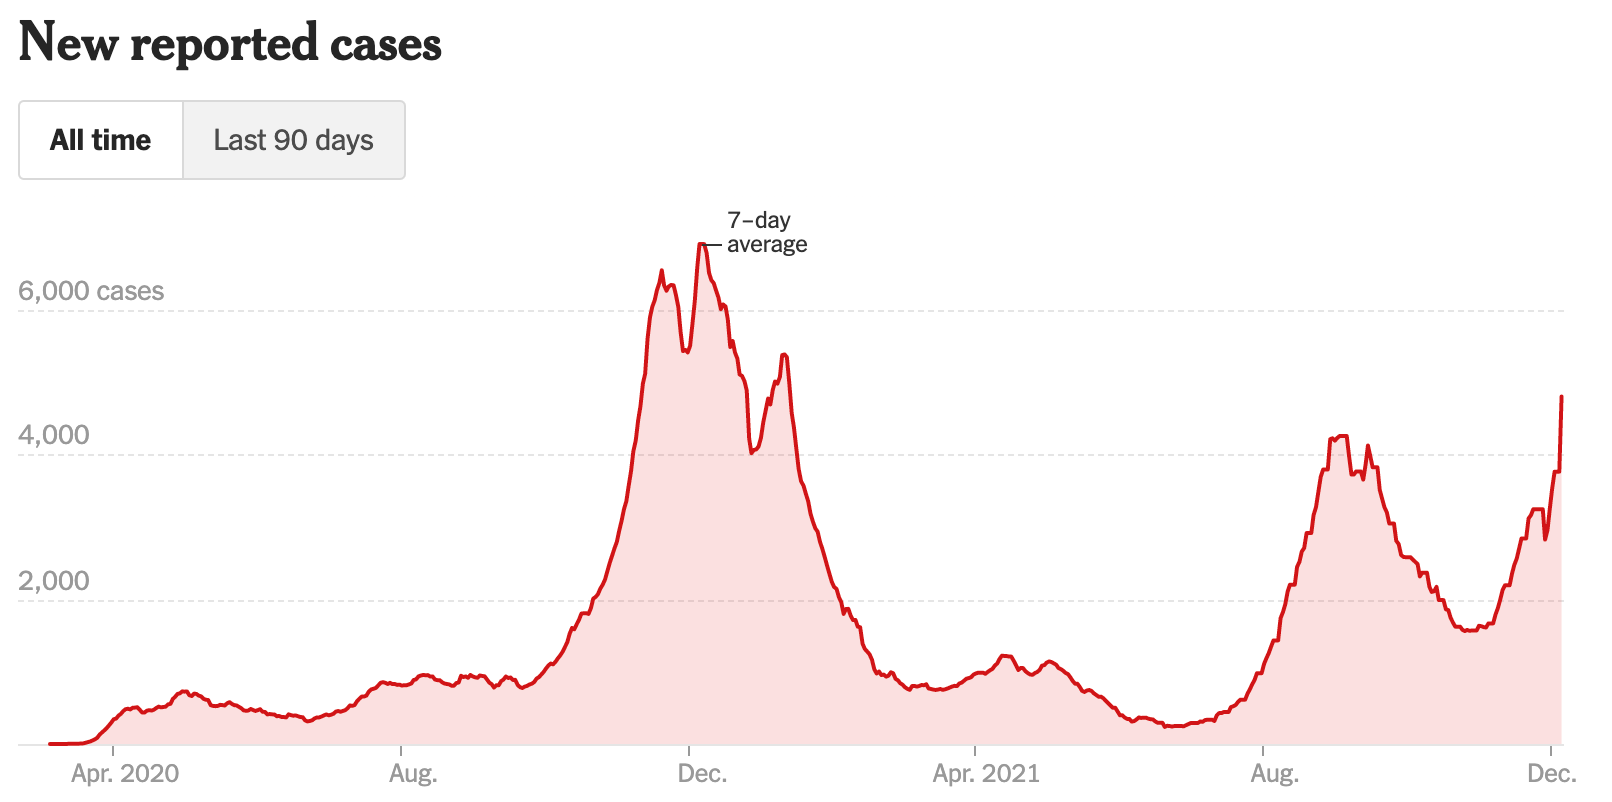 New reported cases
All time
Last 90 days
7–day
average
6,000 cases
4,000
2,000
Apr. 2020
Aug.
Dec.
Apr. 2021
Aug.
Dec.